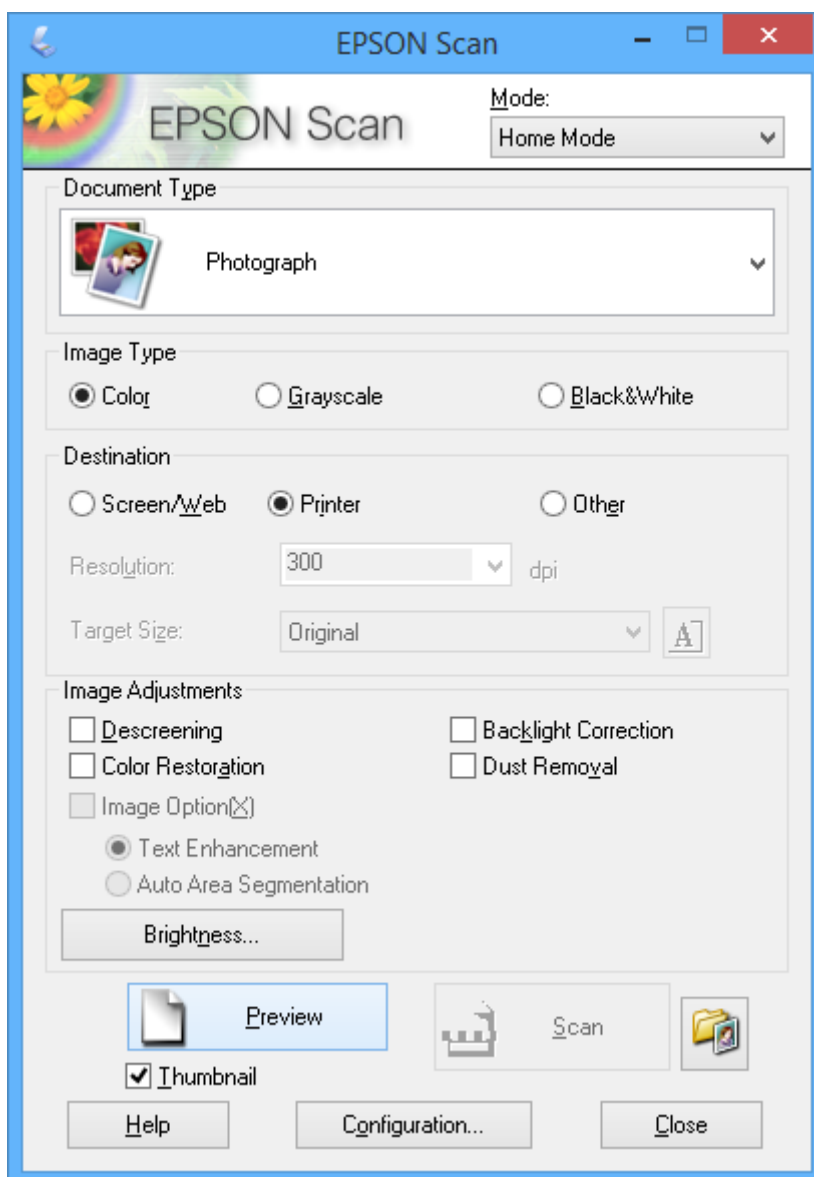 EPSON Scan
EPSON Scan
Mode:
Home Mode
Document Type
Photograph
Image Type
Color Grayscale Black&White
Destination
Screen/Web Printer Other
Resolution: 300 dpi
Target Size: Original A
Image Adjustments
Descreening Backlight Correction
Color Restoration Dust Removal
Image Option(X)
Text Enhancement
Auto Area Segmentation
Brightness...
Preview Scan
Thumbnail
Help Configuration... Close